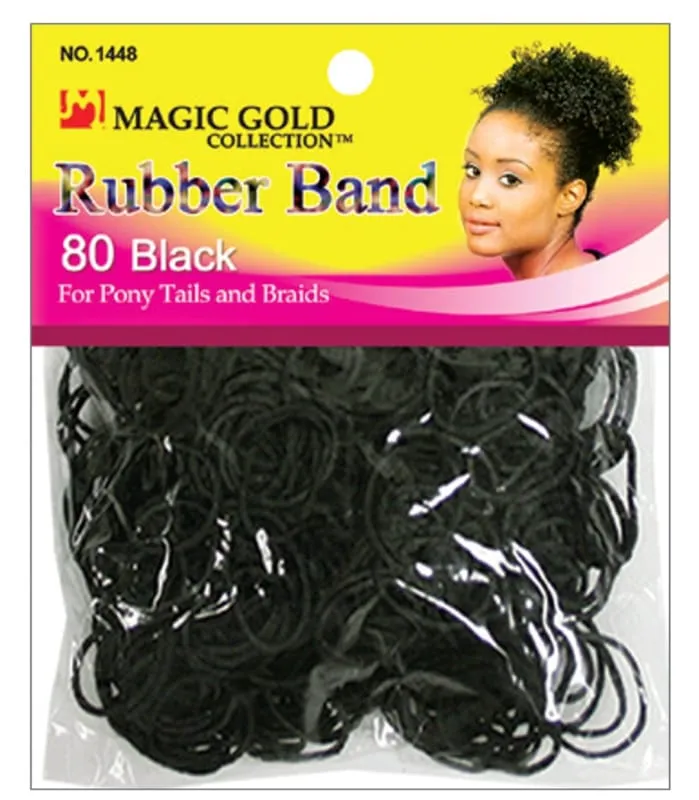 NO. 1448
MAGIC GOLD
COLLECTION™
Rubber Band
80 Black
For Pony Tails and Braids